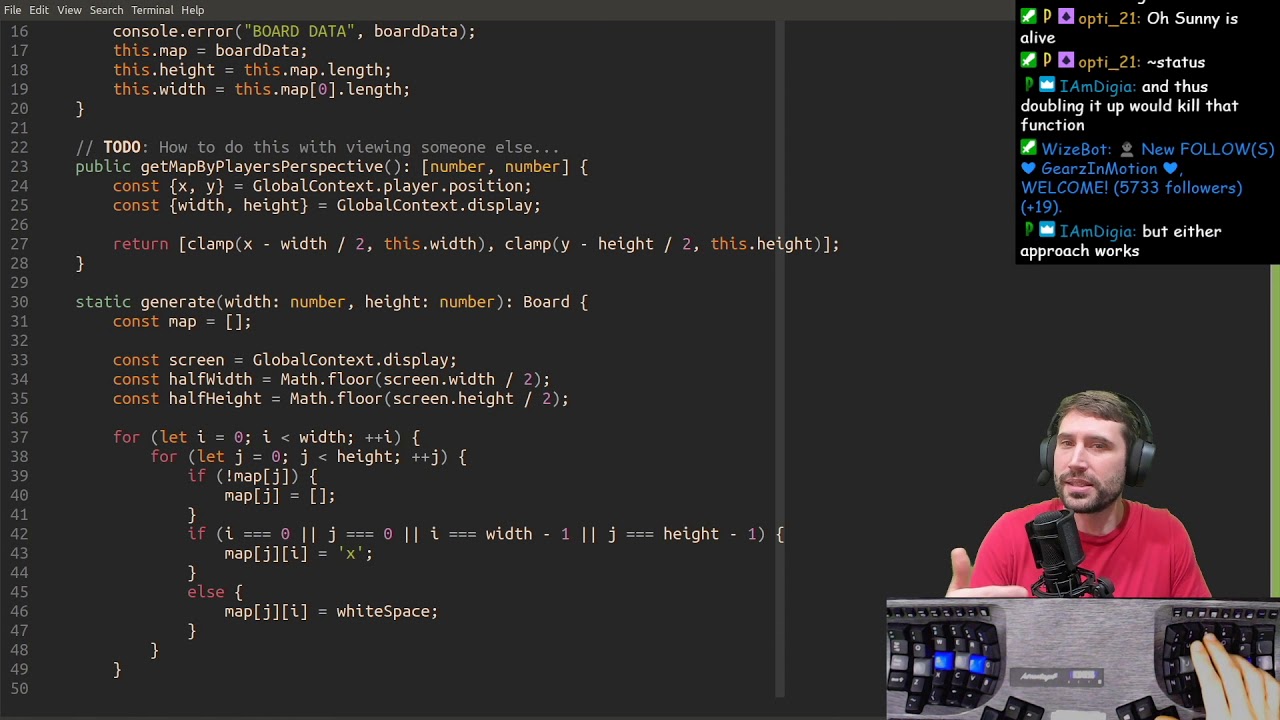 File Edit View Search Terminal Help
16 console.error("BOARD DATA", boardData);
17 this.map = boardData;
18 this.height = this.map.length;
19 this.width = this.map[0].length;
20 }
21
22 // TODO: How to do this with viewing someone else...
23 public getMapByPlayersPerspective(): [number, number] {
24 const {x, y} = GlobalContext.player.position;
25 const {width, height} = GlobalContext.display;
26
27 return [clamp(x - width / 2, this.width), clamp(y - height / 2, this.height)];
28 }
29
30 static generate(width: number, height: number): Board {
31 const map = [];
32
33 const screen = GlobalContext.display;
34 const halfWidth = Math.floor(screen.width / 2);
35 const halfHeight = Math.floor(screen.height / 2);
36
37 for (let i = 0; i < width; ++i) {
38 for (let j = 0; j < height; ++j) {
39 if (!map[j]) {
40 map[j] = [];
41 }
42 if (i === 0 || j === 0 || i === width - 1 || j === height - 1) {
43 map[j][i] = 'x';
44 }
45 else {
46 map[j][i] = whiteSpace;
47 }
48 }
49 }
50
opti_21: Oh Sunny is
alive
opti_21: ~status
IAmDigia: and thus
doubling it up would kill that
function
WizeBot: New FOLLOW(S)
GearzInMotion ,
WELCOME! (5733 followers)
(+19).
IAmDigia: but either
approach works